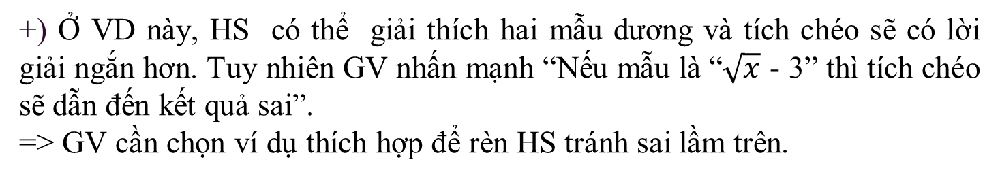 +) Ở VD này, HS có thể giải thích hai mẫu dương và tích chéo sẽ có lời
giải ngắn hơn. Tuy nhiên GV nhấn mạnh “Nếu mẫu là “√x - 3” thì tích chéo
sẽ dẫn đến kết quả sai”.
=> GV cần chọn ví dụ thích hợp để rèn HS tránh sai lầm trên.